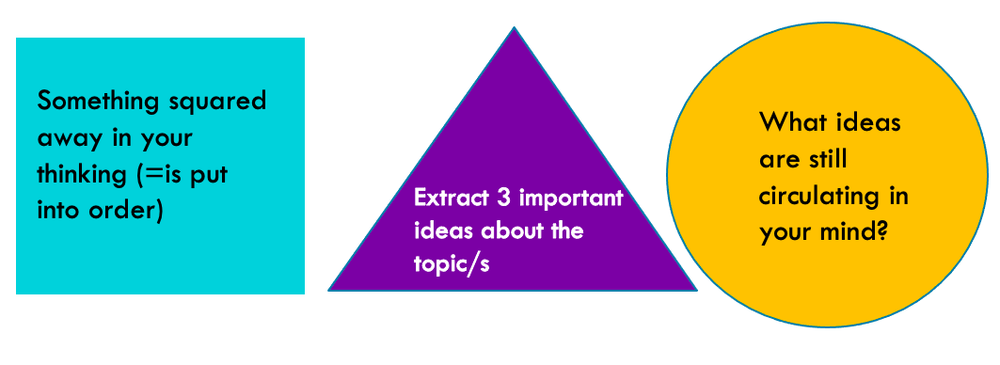 Something squared
away in your
thinking (=is put
into order)
Extract 3 important
ideas about the
topic/s
What ideas
are still
circulating in
your mind?